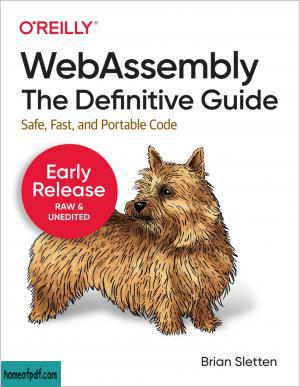 O'REILLY®
WebAssembly
The Definitive Guide
Safe, Fast, and Portable Code
Early
Release
RAW &
UNEDITED
Brian Sletten
homeofpdf.com